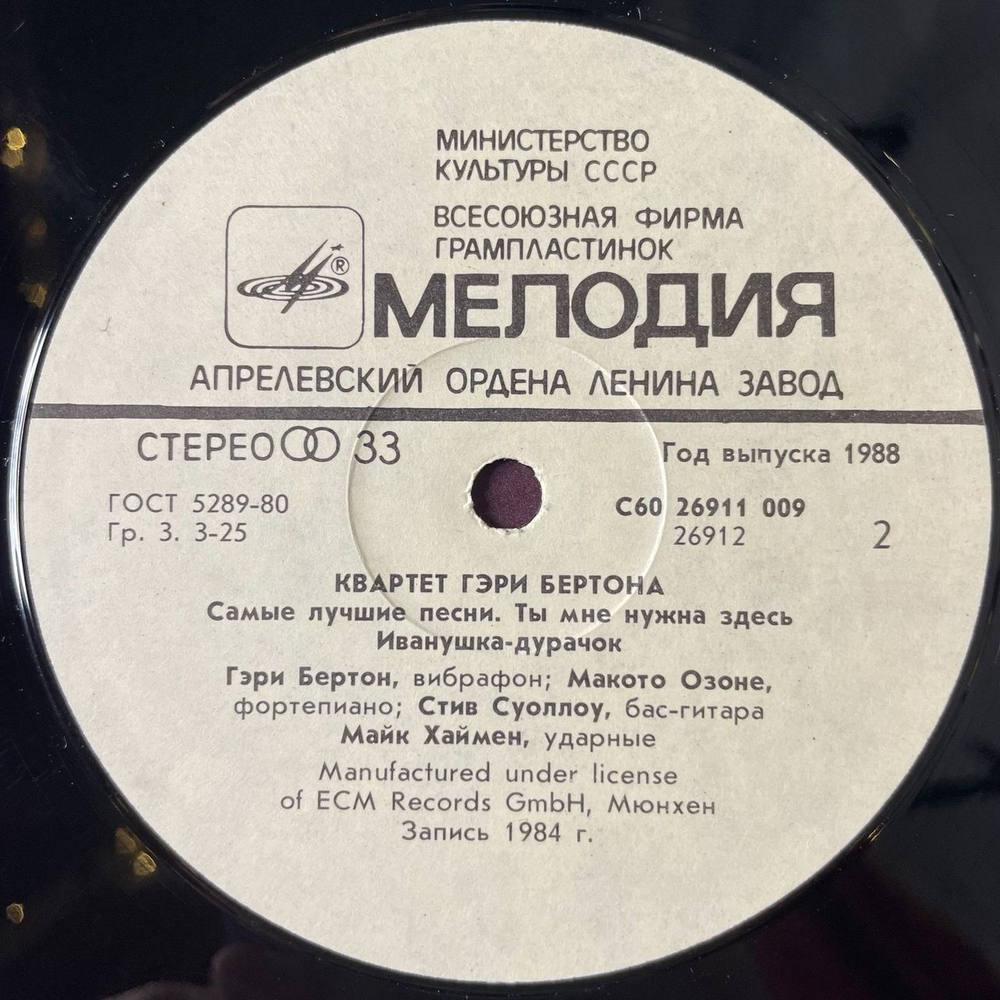 МИНИСТЕРСТВО
КУЛЬТУРЫ СССР
ВСЕСОЮЗНАЯ ФИРМА
ГРАМПЛАСТИНОК
®
МЕЛОДИЯ
АПРЕЛЕВСКИЙ ОРДЕНА ЛЕНИНА ЗАВОД
СТЕРЕО 33
Год выпуска 1988
ГОСТ 5289-80
Гр. 3. 3-25
С60 26911 009
26912
2
КВАРТЕТ ГЭРИ БЕРТОНА
Самые лучшие песни. Ты мне нужна здесь
Иванушка-дурачок
Гэри Бертон, вибрафон; Макото Озоне,
фортепиано; Стив Суоллоу, бас-гитара
Майк Хаймен, ударные
Manufactured under license
of ECM Records GmbH, Мюнхен
Запись 1984 г.